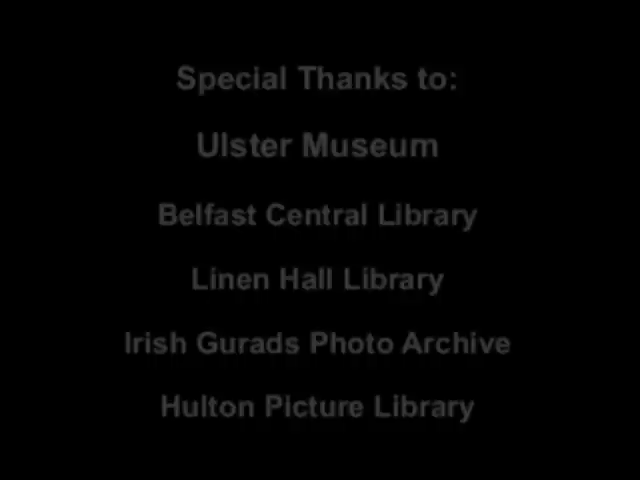 Special Thanks to:
Ulster Museum
Belfast Central Library
Linen Hall Library
Irish Gurads Photo Archive
Hulton Picture Library